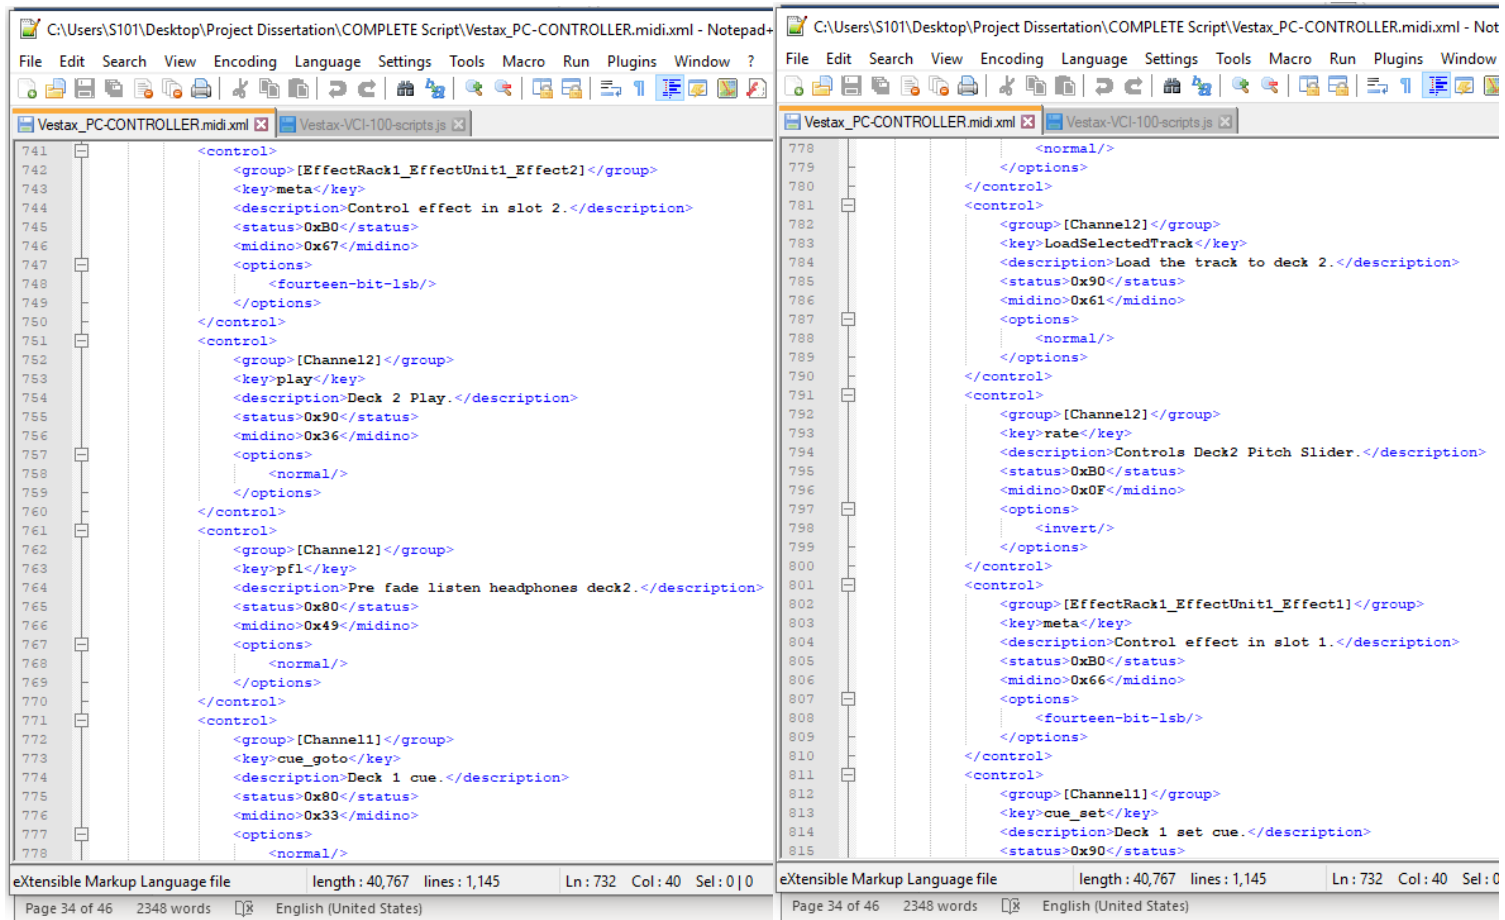 C:\Users\S101\Desktop\Project Dissertation\COMPLETE Script\Vestax_PC-CONTROLLER.midi.xml - Notepad+
File Edit Search View Encoding Language Settings Tools Macro Run Plugins Window ?
Vestax_PC-CONTROLLER.midi.xml Vestax-VCI-100-scripts.js
741 <control>
742 <group>[EffectRack1_EffectUnit1_Effect2]</group>
743 <key>meta</key>
744 <description>Control effect in slot 2.</description>
745 <status>0xB0</status>
746 <midino>0x67</midino>
747 <options>
748 <fourteen-bit-lsb/>
749 </options>
750 </control>
751 <control>
752 <group>[Channel2]</group>
753 <key>play</key>
754 <description>Deck 2 Play.</description>
755 <status>0x90</status>
756 <midino>0x36</midino>
757 <options>
758 <normal/>
759 </options>
760 </control>
761 <control>
762 <group>[Channel2]</group>
763 <key>pfl</key>
764 <description>Pre fade listen headphones deck2.</description>
765 <status>0x80</status>
766 <midino>0x49</midino>
767 <options>
768 <normal/>
769 </options>
770 </control>
771 <control>
772 <group>[Channel1]</group>
773 <key>cue_goto</key>
774 <description>Deck 1 cue.</description>
775 <status>0x80</status>
776 <midino>0x33</midino>
777 <options>
778 <normal/>
eXtensible Markup Language file length : 40,767 lines : 1,145 Ln : 732 Col : 40 Sel : 0 | 0
Page 34 of 46 2348 words English (United States)
C:\Users\S101\Desktop\Project Dissertation\COMPLETE Script\Vestax_PC-CONTROLLER.midi.xml - Not
File Edit Search View Encoding Language Settings Tools Macro Run Plugins Window
Vestax_PC-CONTROLLER.midi.xml Vestax-VCI-100-scripts.js
778 <normal/>
779 </options>
780 </control>
781 <control>
782 <group>[Channel2]</group>
783 <key>LoadSelectedTrack</key>
784 <description>Load the track to deck 2.</description>
785 <status>0x90</status>
786 <midino>0x61</midino>
787 <options>
788 <normal/>
789 </options>
790 </control>
791 <control>
792 <group>[Channel2]</group>
793 <key>rate</key>
794 <description>Controls Deck2 Pitch Slider.</description>
795 <status>0xB0</status>
796 <midino>0x0F</midino>
797 <options>
798 <invert/>
799 </options>
800 </control>
801 <control>
802 <group>[EffectRack1_EffectUnit1_Effect1]</group>
803 <key>meta</key>
804 <description>Control effect in slot 1.</description>
805 <status>0xB0</status>
806 <midino>0x66</midino>
807 <options>
808 <fourteen-bit-lsb/>
809 </options>
810 </control>
811 <control>
812 <group>[Channel1]</group>
813 <key>cue_set</key>
814 <description>Deck 1 set cue.</description>
815 <status>0x90</status>
eXtensible Markup Language file length : 40,767 lines : 1,145 Ln : 732 Col : 40 Sel : 0
Page 34 of 46 2348 words English (United States)